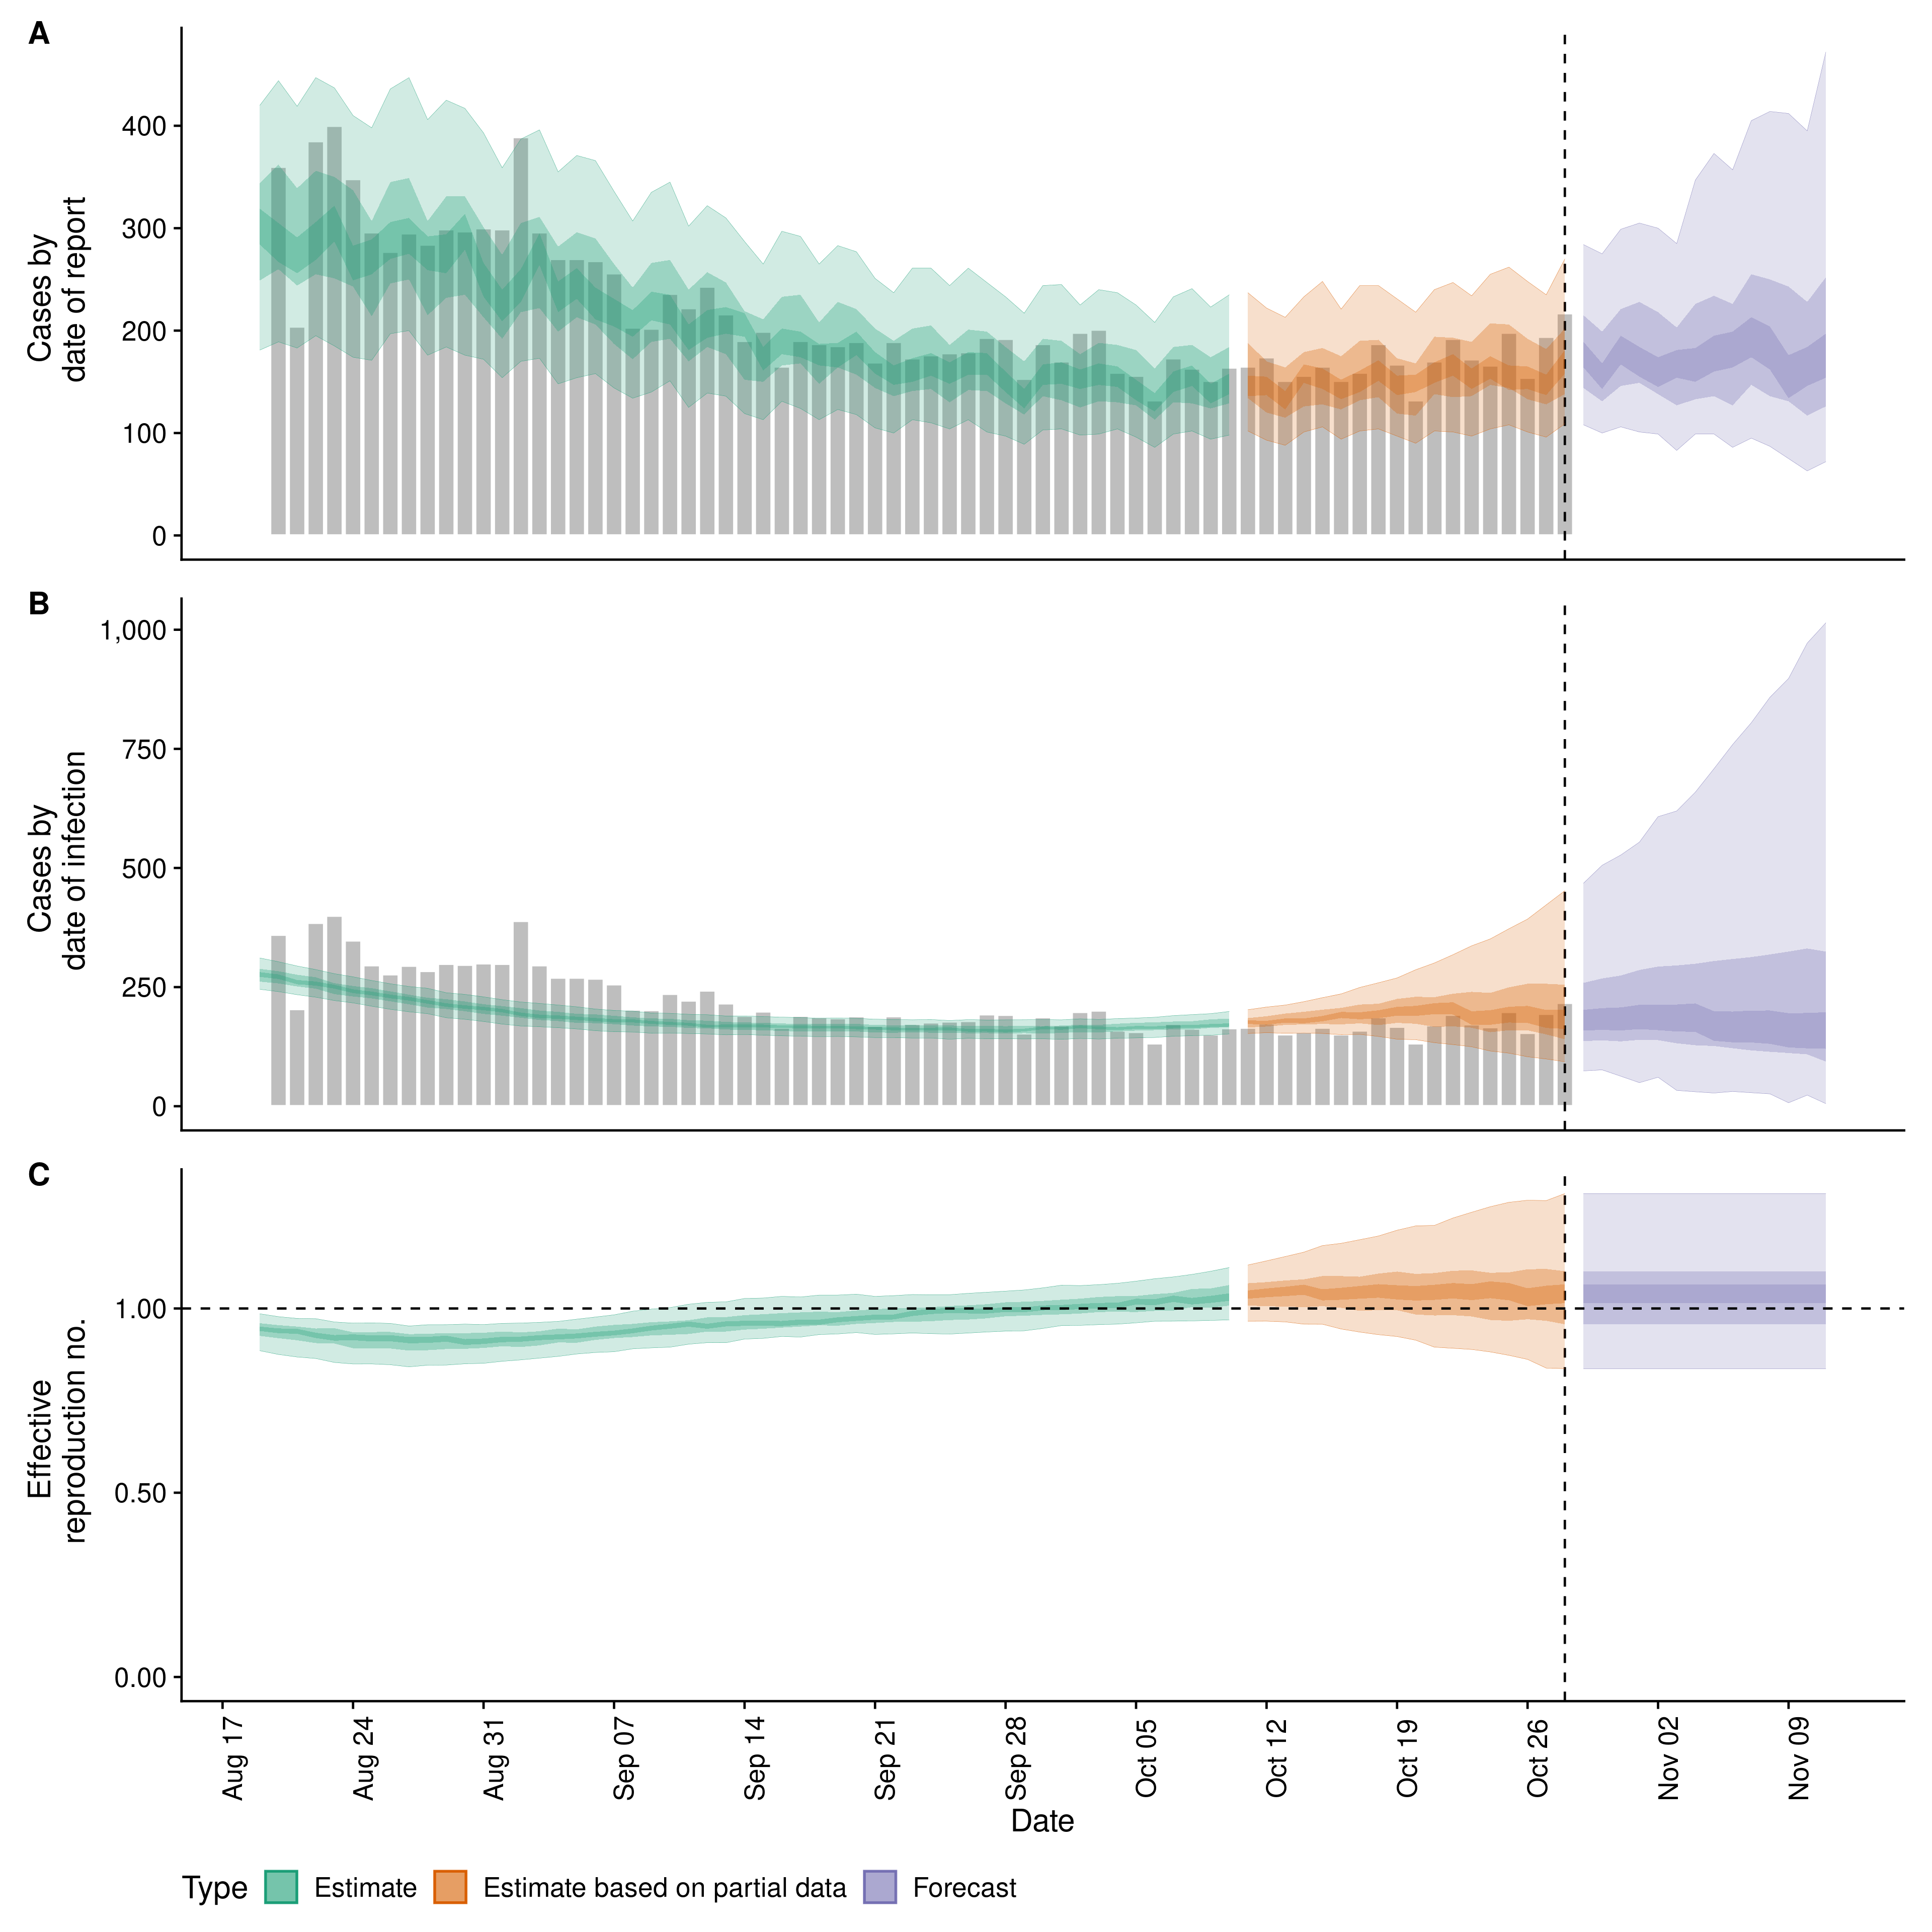 A
Cases by
date of report
400
300
200
100
0
B
Cases by
date of infection
1,000
750
500
250
0
C
Effective
reproduction no.
1.00
0.50
0.00
Aug 17
Aug 24
Aug 31
Sep 07
Sep 14
Sep 21
Sep 28
Oct 05
Oct 12
Oct 19
Oct 26
Nov 02
Nov 09
Date
Type Estimate Estimate based on partial data Forecast